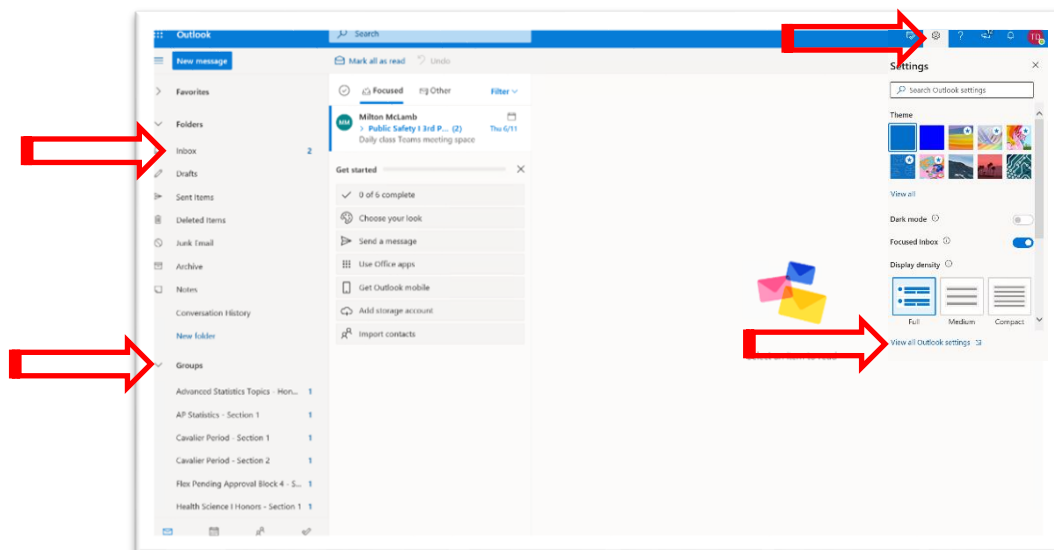 Outlook
Search
?
TQ
New message
Mark all as read
Undo
Favorites
Folders
Inbox 2
Drafts
Sent Items
Deleted Items
Junk Email
Archive
Notes
Conversation History
New folder
Groups
Advanced Statistics Topics - Hon... 1
AP Statistics - Section 1 1
Cavalier Period - Section 1 1
Cavalier Period - Section 2 1
Flex Pending Approval Block 4 - S... 1
Health Science I Honors - Section 1 1
Focused Other Filter
MM
Milton McLamb
> Public Safety I 3rd P... (2) Thu 6/11
Daily class Teams meeting space
Get started
0 of 6 complete
Choose your look
Send a message
Use Office apps
Get Outlook mobile
Add storage account
Import contacts
Settings
Search Outlook settings
Theme
View all
Dark mode
Focused Inbox
Display density
Full Medium Compact
View all Outlook settings